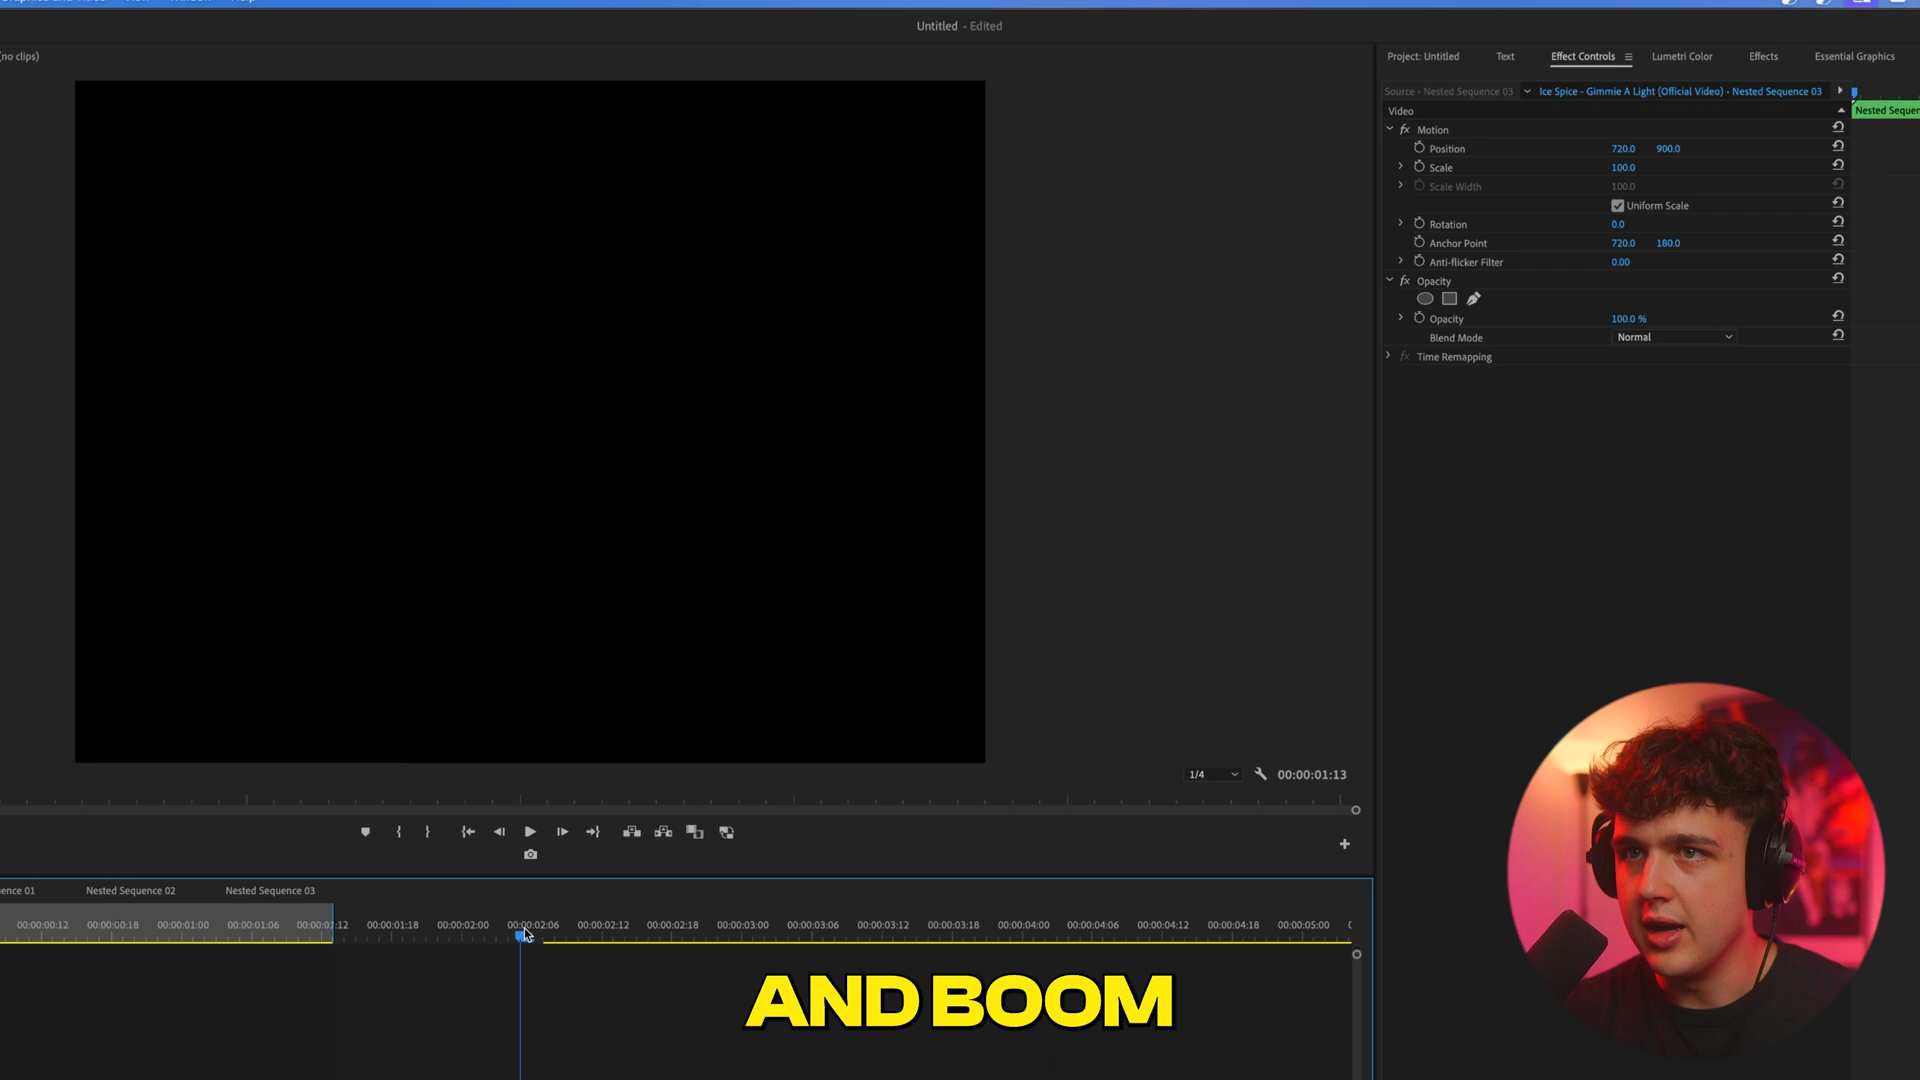 Untitled - Edited
(no clips)
Project: Untitled
Text
Effect Controls
Lumetri Color
Effects
Essential Graphics
Source • Nested Sequence 03
Ice Spice - Gimmie A Light (Official Video) • Nested Sequence 03
Video
fx Motion
Position 720.0 900.0
Scale 100.0
Scale Width 100.0
Uniform Scale
Rotation 0.0
Anchor Point 720.0 180.0
Anti-flicker Filter 0.00
fx Opacity
Opacity 100.0 %
Blend Mode Normal
fx Time Remapping
1/4
00:00:01:13
Nested Sequence 02
Nested Sequence 03
00:00:00:12 00:00:00:18 00:00:01:00 00:00:01:06 00:00:01:12 00:00:01:18 00:00:02:00 00:00:02:06 00:00:02:12 00:00:02:18 00:00:03:00 00:00:03:06 00:00:03:12 00:00:03:18 00:00:04:00 00:00:04:06 00:00:04:12 00:00:04:18 00:00:05:00
AND BOOM